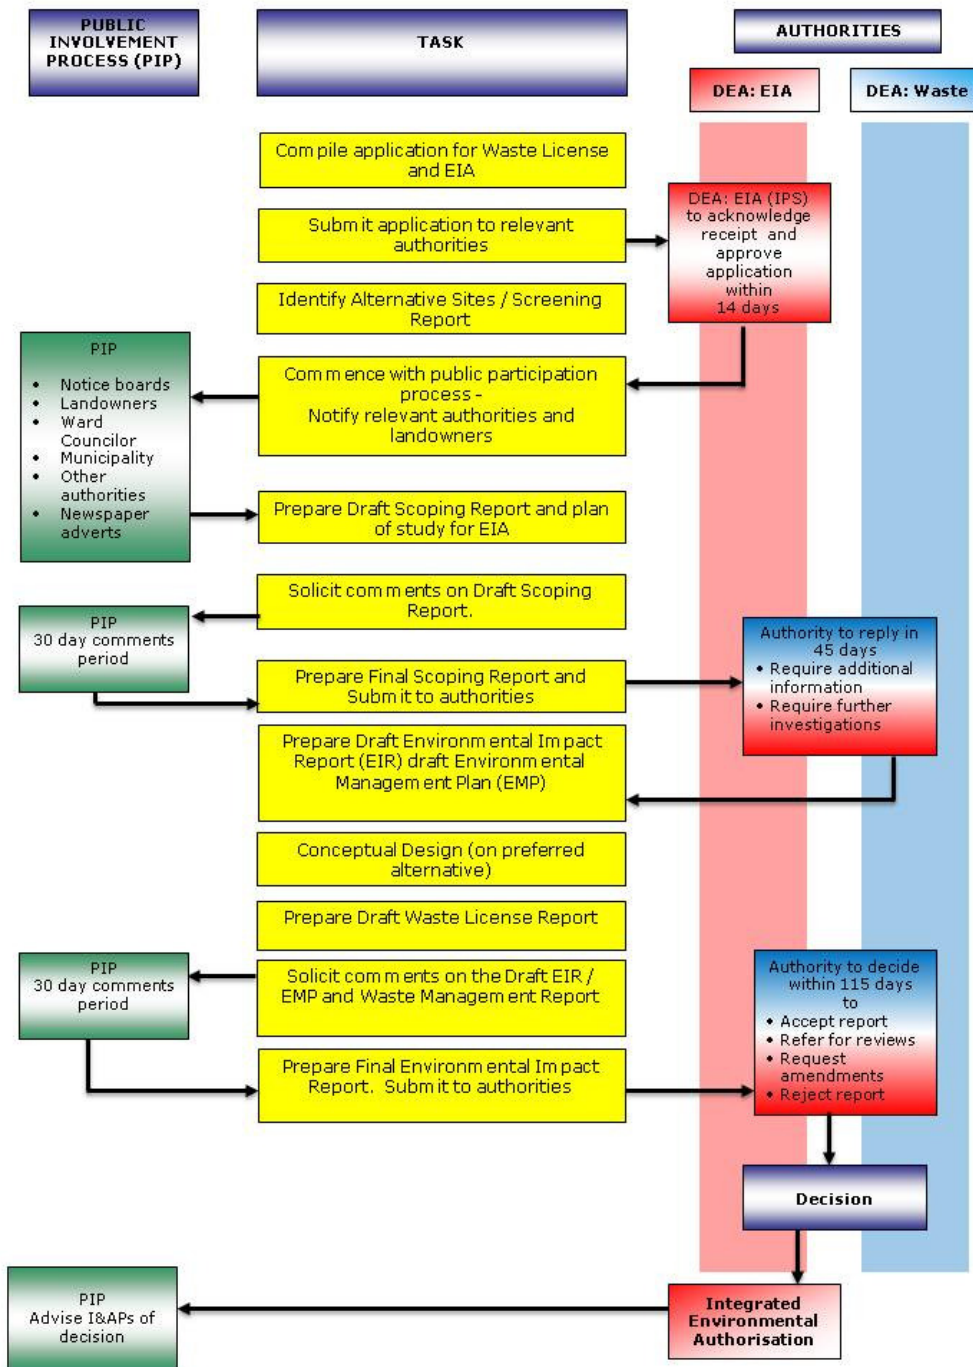 PUBLIC
INVOLVEMENT
PROCESS (PIP)
TASK
AUTHORITIES
DEA: EIA
DEA: Waste
Compile application for Waste License
and EIA
Submit application to relevant
authorities
DEA: EIA (IPS)
to acknowledge
receipt and
approve
application
within
14 days
Identify Alternative Sites / Screening
Report
PIP
• Notice boards
• Landowners
• Ward
Councilor
• Municipality
• Other
authorities
• Newspaper
adverts
Commence with public participation
process -
Notify relevant authorities and
landowners
Prepare Draft Scoping Report and plan
of study for EIA
Solicit comments on Draft Scoping
Report.
PIP
30 day comments
period
Prepare Final Scoping Report and
Submit to authorities
Authority to reply in
45 days
• Require additional
information
• Require further
investigations
Prepare Draft Environmental Impact
Report (EIR) draft Environmental
Management Plan (EMP)
Conceptual Design (on preferred
alternative)
Prepare Draft Waste License Report
PIP
30 day comments
period
Solicit comments on the Draft EIR /
EMP and Waste Management Report
Authority to decide
within 115 days
to
• Accept report
• Refer for reviews
• Request
amendments
• Reject report
Prepare Final Environmental Impact
Report. Submit to authorities
Decision
Integrated
Environmental
Authorisation
PIP
Advise I&APs of
decision